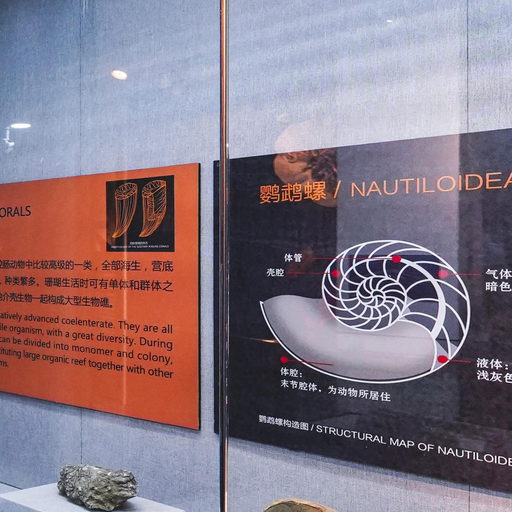 ORALS
腔肠动物中比较高级的一类，全部海生，营底
，种类繁多。珊瑚生活时可有单体和群体之
他介壳生物一起构成大型生物礁。
atively advanced coelenterate. They are all
ile organism, with a great diversity. During
can be divided into monomer and colony,
tituting large organic reef together with other
ms.
鹦鹉螺 / NAUTILOIDEA
体管
壳腔
气体
暗色
液体：
浅灰色
体腔：
末节腔体，为动物所居住
鹦鹉螺构造图 / STRUCTURAL MAP OF NAUTILOIDE